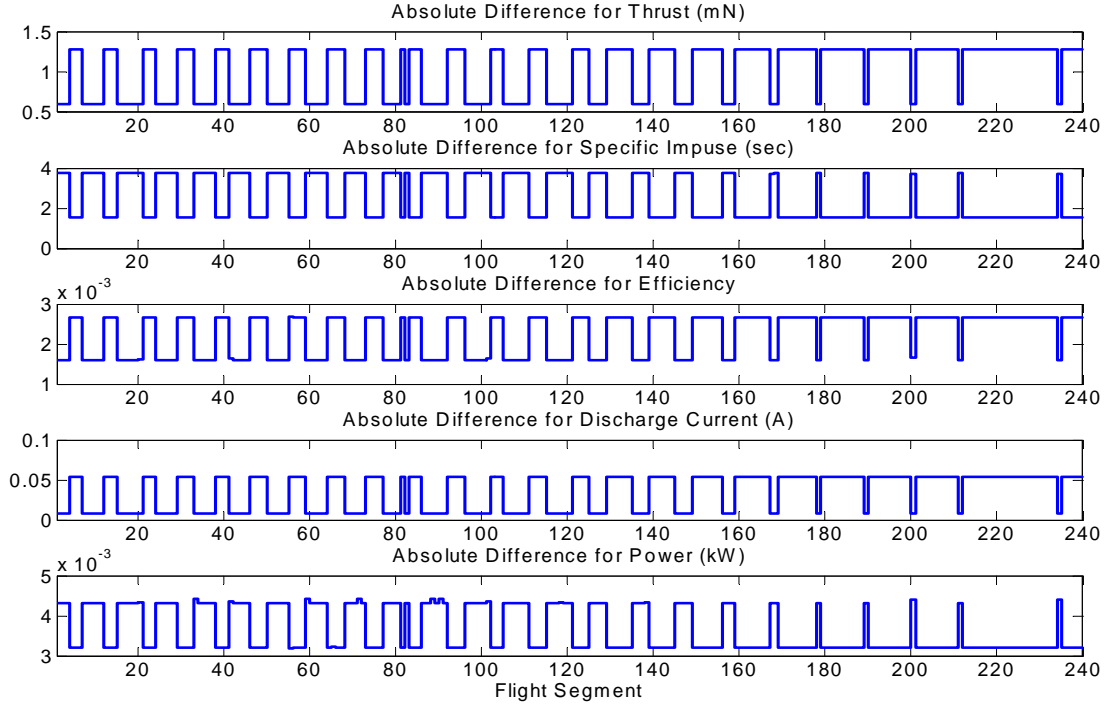 Absolute Difference for Thrust (mN)
1.5
1
0.5
20 40 60 80 100 120 140 160 180 200 220 240
Absolute Difference for Specific Impuse (sec)
4
2
0
20 40 60 80 100 120 140 160 180 200 220 240
x 10-3
Absolute Difference for Efficiency
3
2
1
20 40 60 80 100 120 140 160 180 200 220 240
Absolute Difference for Discharge Current (A)
0.1
0.05
0
20 40 60 80 100 120 140 160 180 200 220 240
x 10-3
Absolute Difference for Power (kW)
5
4
3
20 40 60 80 100 120 140 160 180 200 220 240
Flight Segment